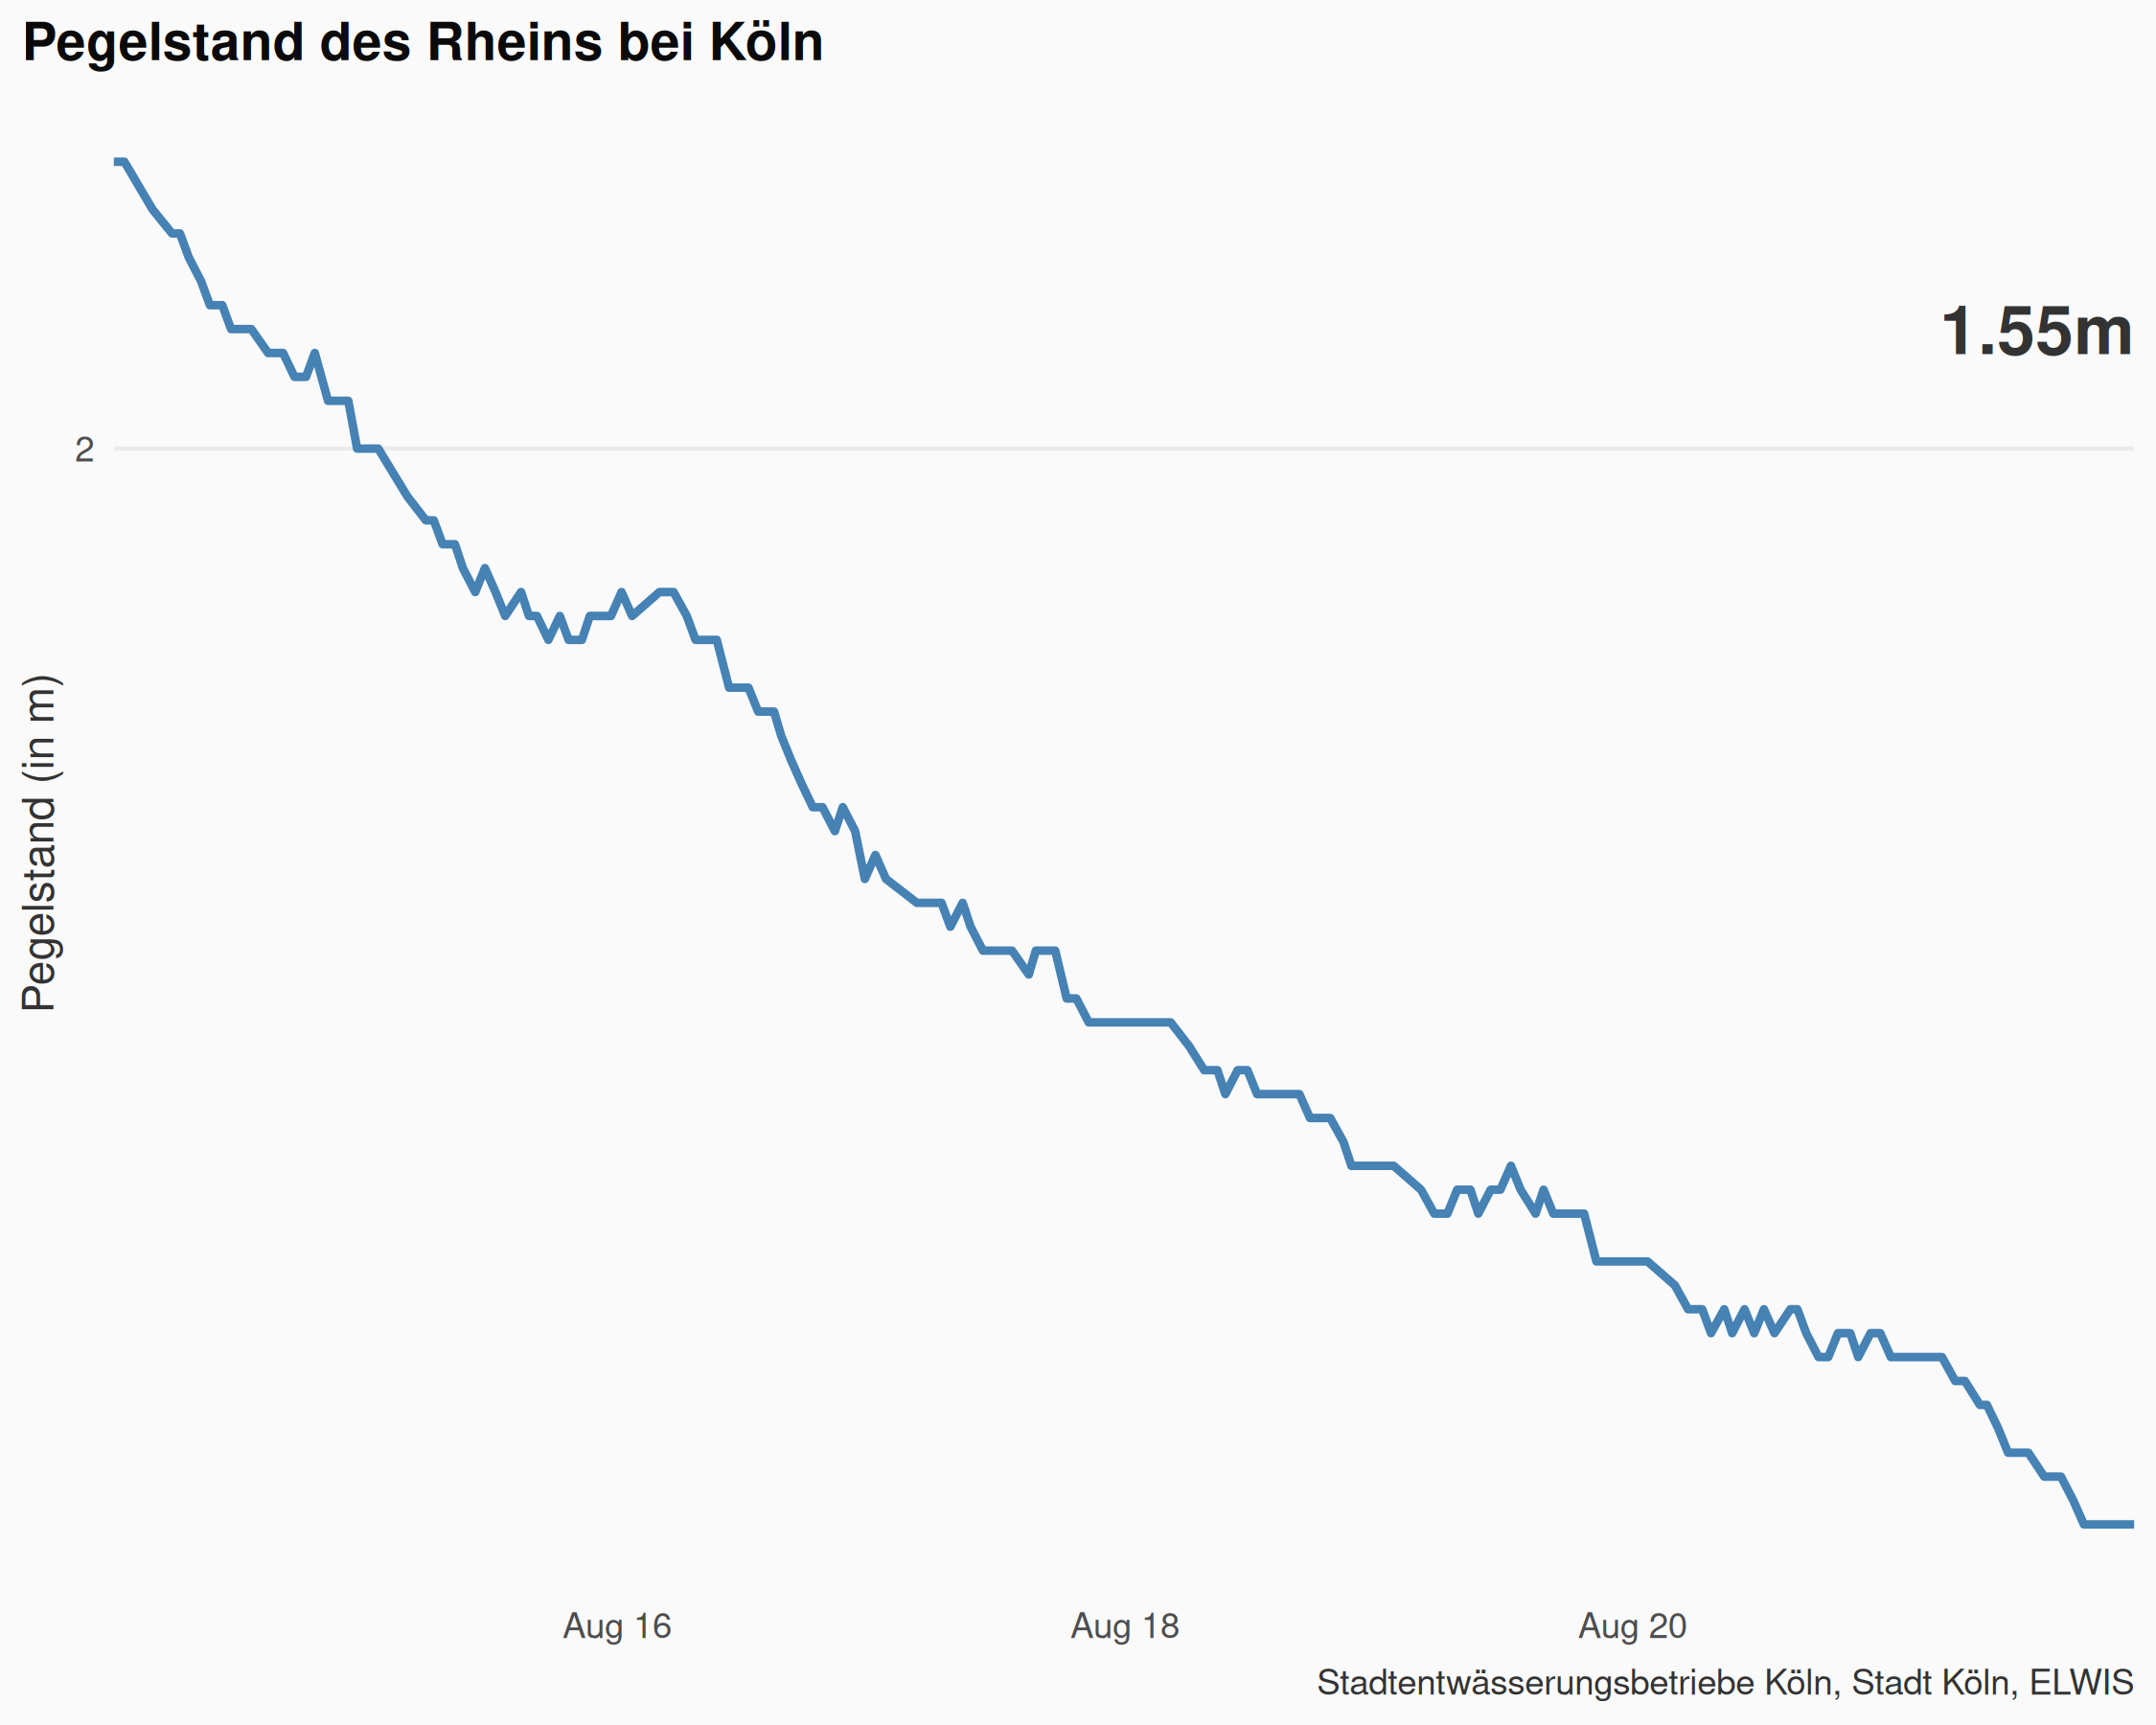 Pegelstand des Rheins bei Köln
1.55m
2
Pegelstand (in m)
Aug 16
Aug 18
Aug 20
Stadtentwässerungsbetriebe Köln, Stadt Köln, ELWIS